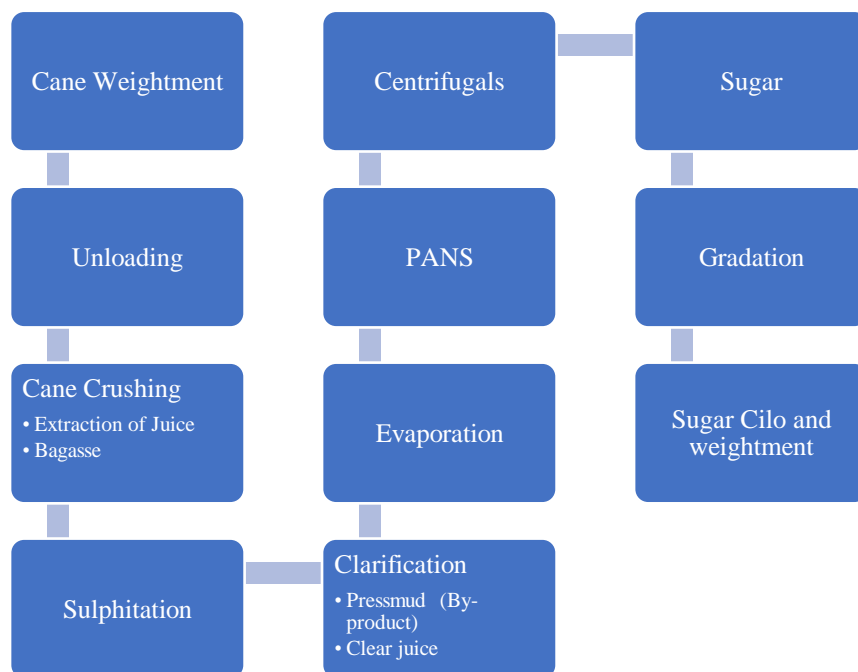 Cane Weightment
Unloading
Cane Crushing
• Extraction of Juice
• Bagasse
Sulphitation
Clarification
• Pressmud (By-
product)
• Clear juice
Evaporation
PANS
Centrifugals
Sugar
Gradation
Sugar Cilo and
weightment